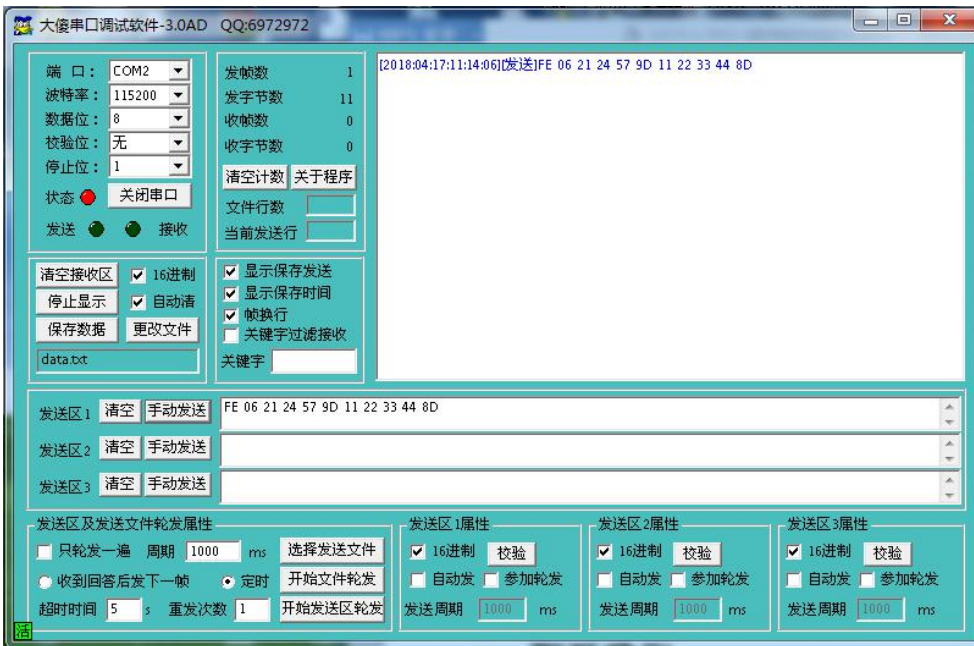 大傻串口调试软件-3.0AD QQ:6972972
端 口： COM2
波特率： 115200
数据位： 8
校验位： 无
停止位： 1
状态 关闭串口
发送 接收
发帧数 1
发字节数 11
收帧数 0
收字节数 0
清空计数 关于程序
文件行数
当前发送行
[2018:04:17:11:14:06][发送]FE 06 21 24 57 9D 11 22 33 44 8D
清空接收区 16进制
停止显示 自动清
保存数据 更改文件
data.txt
显示保存发送
显示保存时间
帧换行
关键字过滤接收
关键字
发送区1 清空 手动发送 FE 06 21 24 57 9D 11 22 33 44 8D
发送区2 清空 手动发送
发送区3 清空 手动发送
发送区及发送文件轮发属性
只轮发一遍 周期 1000 ms 选择发送文件
收到回答后发下一帧 定时 开始文件轮发
超时时间 5 s 重发次数 1 开始发送区轮发
发送区1属性
16进制 校验
自动发 参加轮发
发送周期 1000 ms
发送区2属性
16进制 校验
自动发 参加轮发
发送周期 1000 ms
发送区3属性
16进制 校验
自动发 参加轮发
发送周期 1000 ms
活